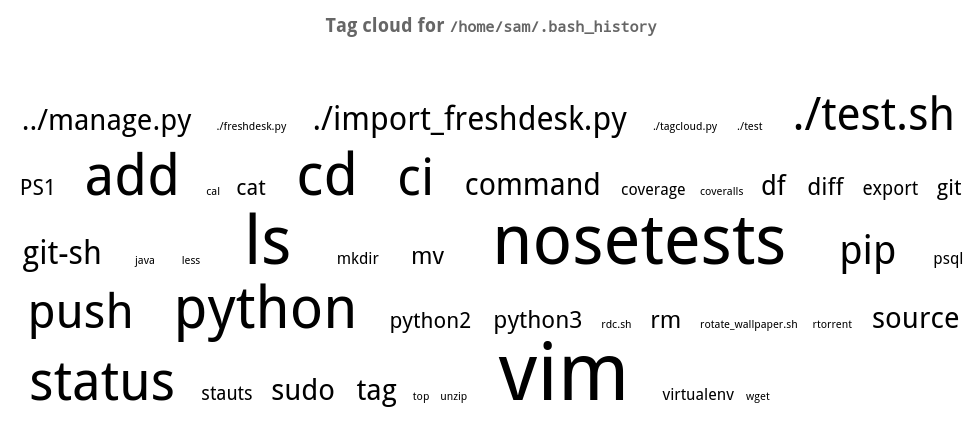 Tag cloud for /home/sam/.bash_history
../manage.py ./freshdesk.py ./import_freshdesk.py ./tagcloud.py ./test ./test.sh
PS1 add cal cat cd ci command coverage coveralls df diff export git
git-sh java less ls mkdir mv nosetests pip psql
push python python2 python3 rdc.sh rm rotate_wallpaper.sh rtorrent source
status stauts sudo tag top unzip vim virtualenv wget